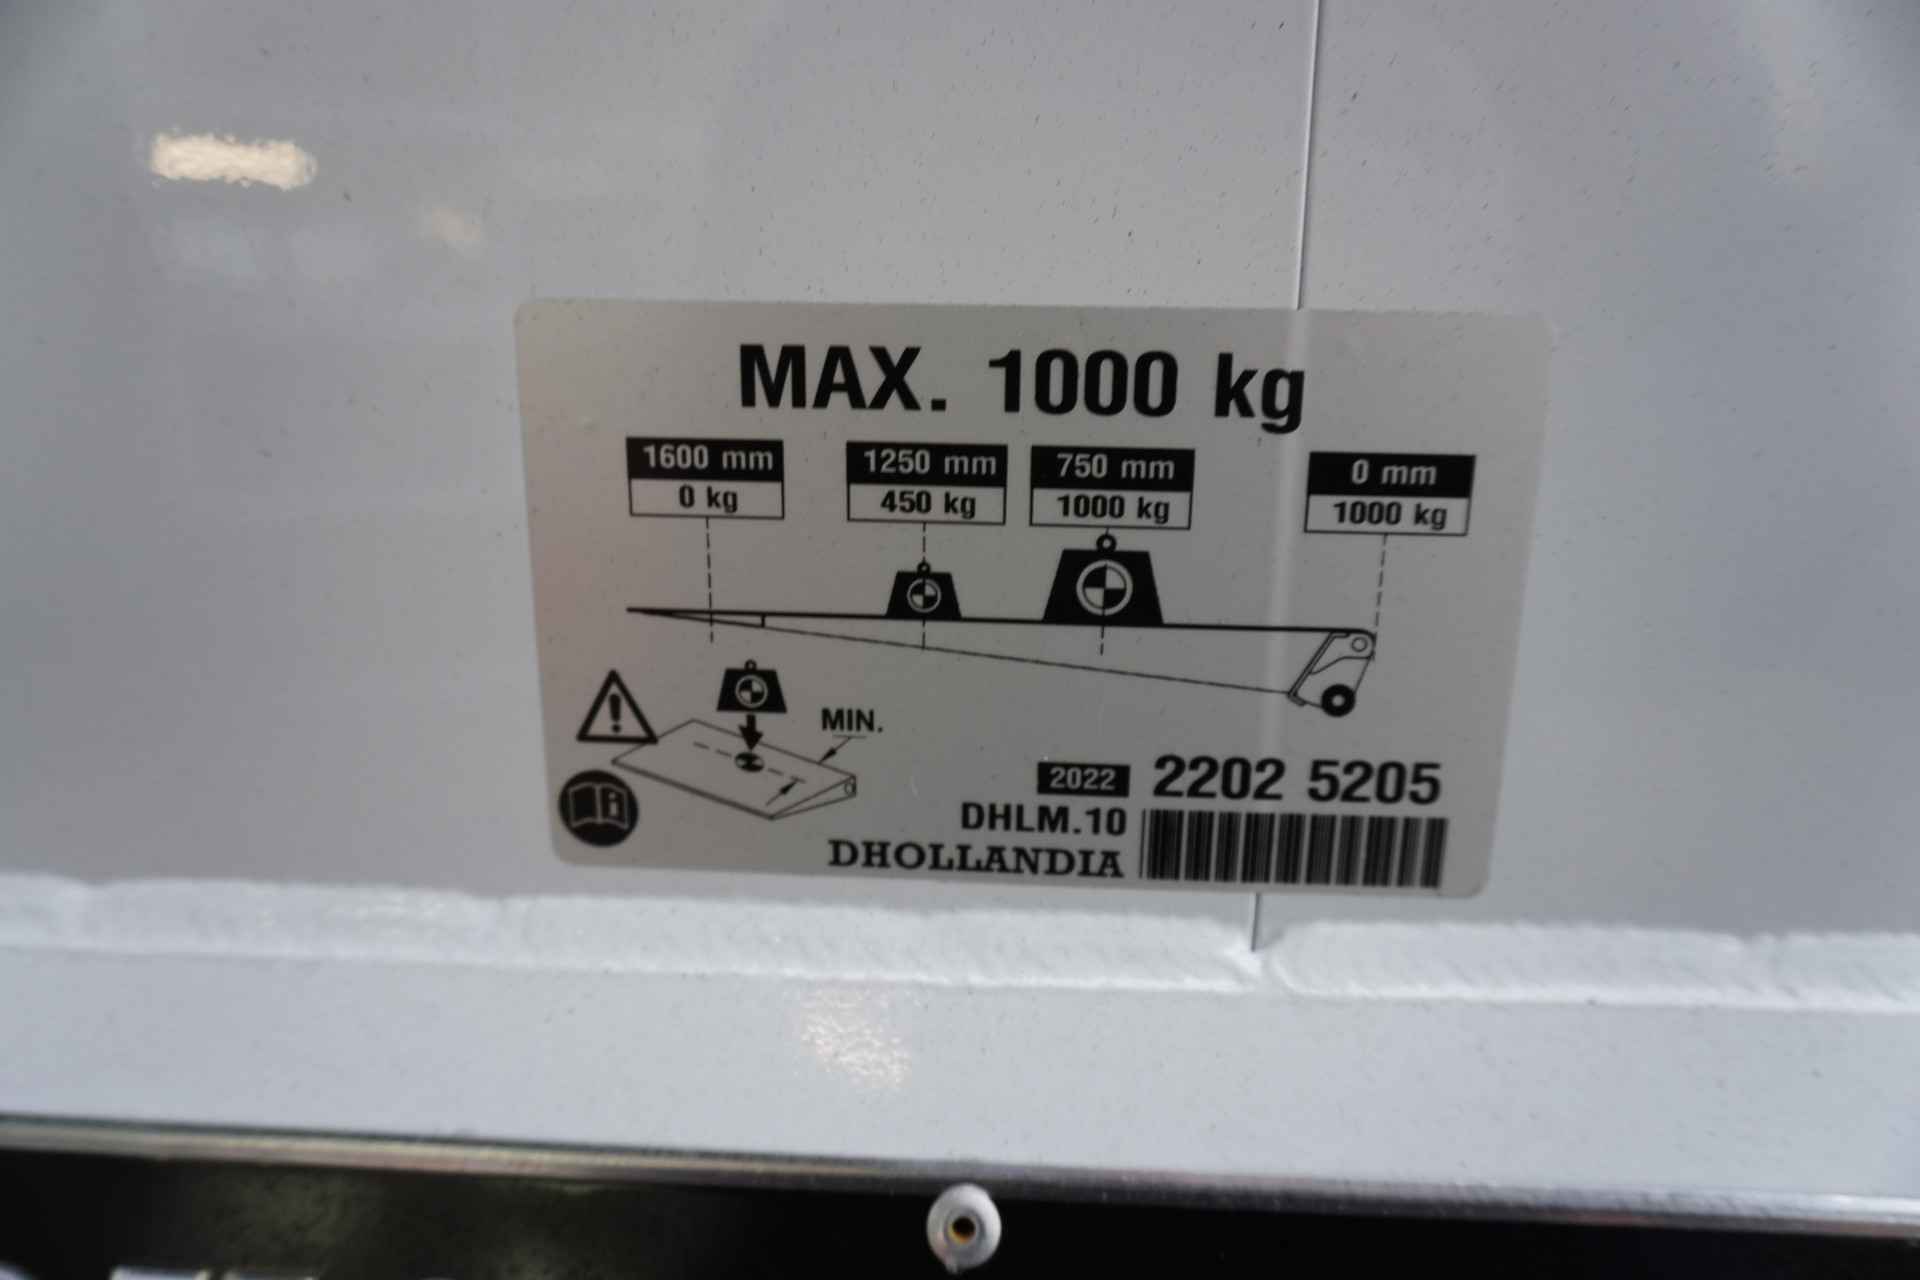 MAX. 1000 kg
1600 mm 1250 mm 750 mm 0 mm
0 kg 450 kg 1000 kg 1000 kg
MIN.
2022 2202 5205
DHLM.10
DHOLLANDIA